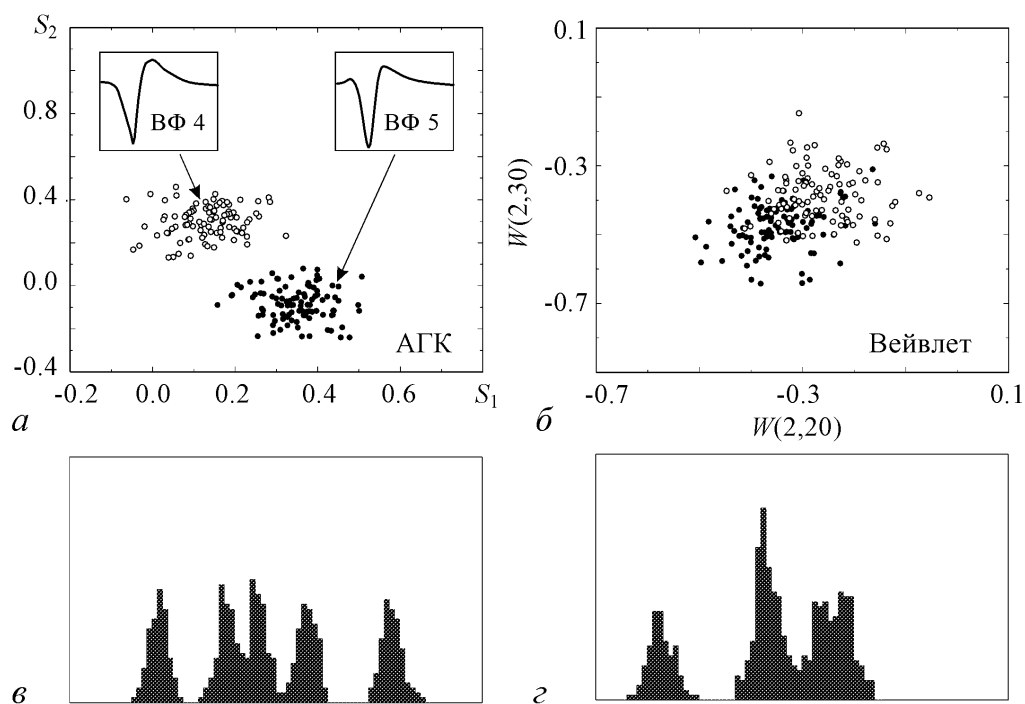 S₂
0.8
0.4
0.0
-0.4
-0.2 0.0 0.2 0.4 0.6 S₁
ВФ 4
ВФ 5
АГК
а
0.1
-0.3
-0.7
W(2,30)
-0.7 -0.3 0.1
W(2,20)
Вейвлет
б
в
г